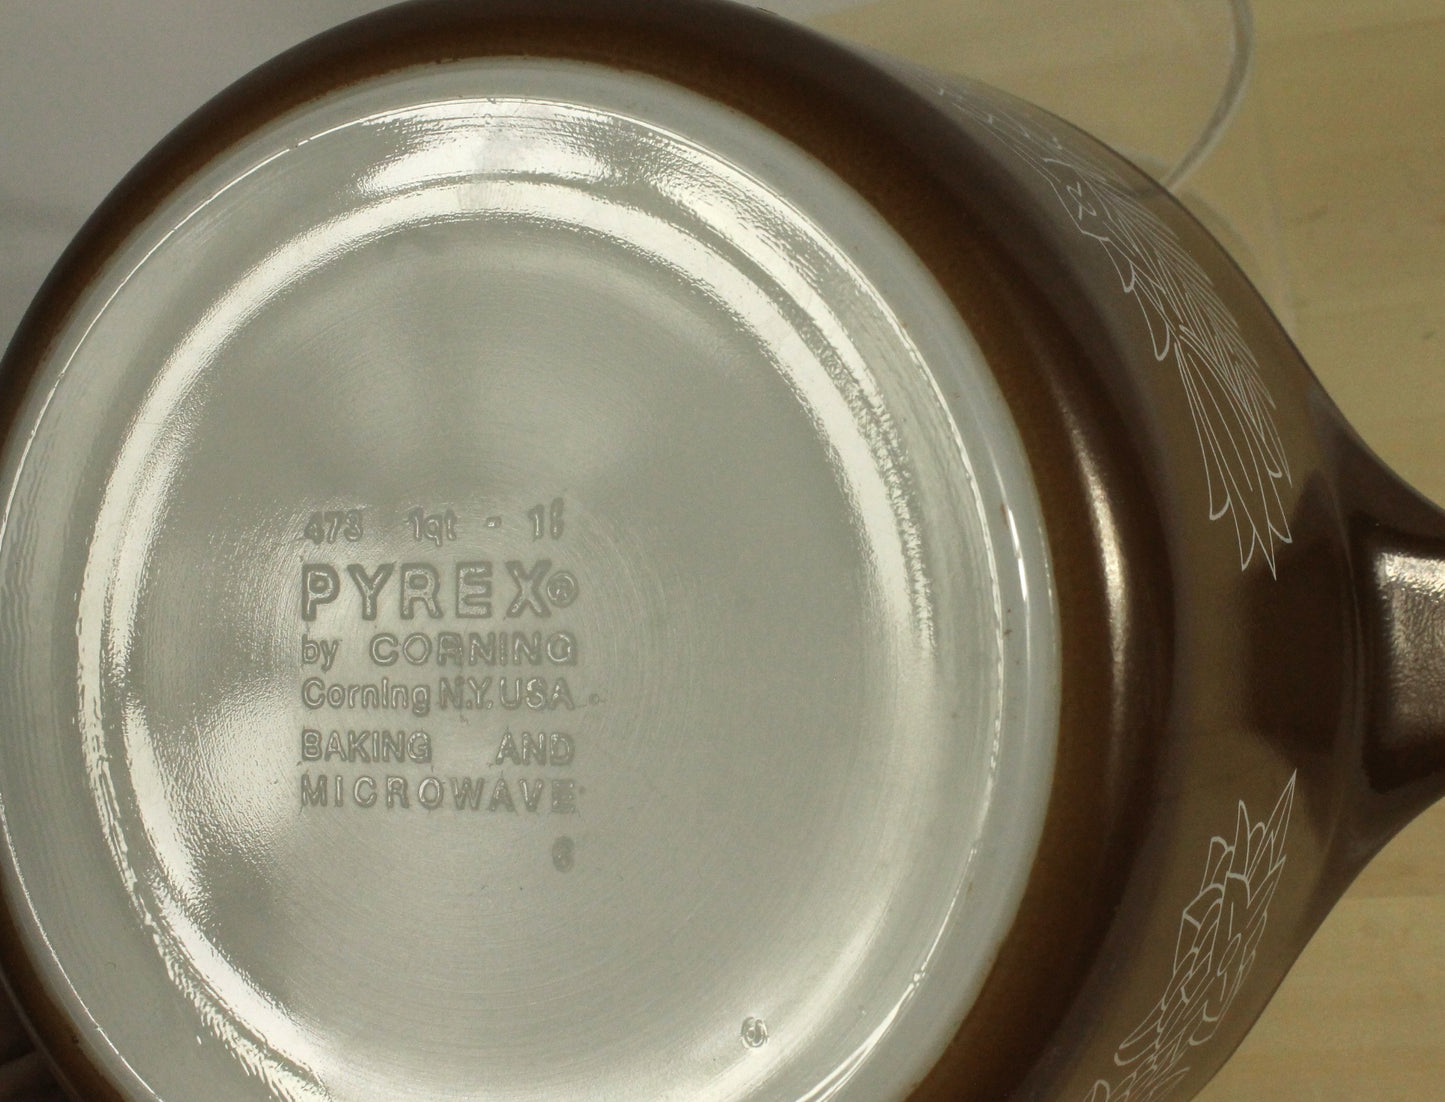 473 1qt - 1l
PYREX®
by CORNING
Corning N.Y. USA
BAKING AND
MICROWAVE
6